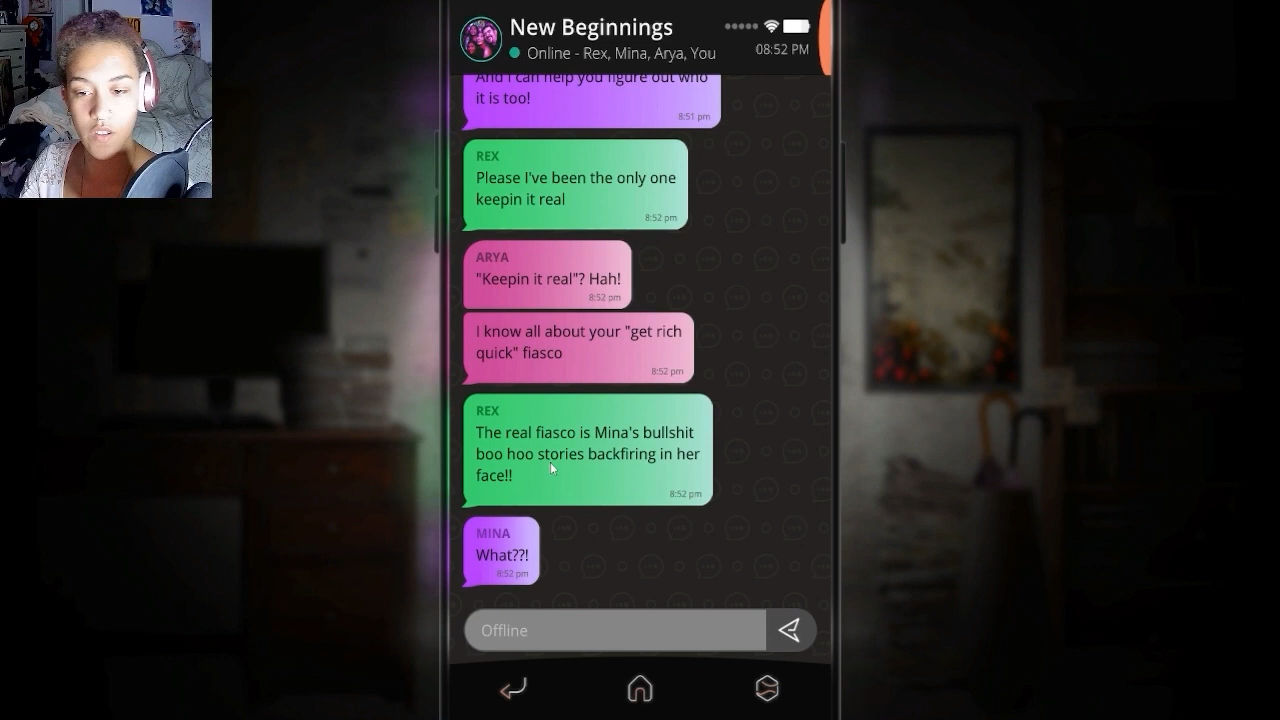 New Beginnings
Online - Rex, Mina, Arya, You
08:52 PM
And I can help you figure out who
it is too!
8:51 pm
REX
Please I've been the only one
keepin it real
8:52 pm
ARYA
"Keepin it real"? Hah!
8:52 pm
I know all about your "get rich
quick" fiasco
8:52 pm
REX
The real fiasco is Mina's bullshit
boo hoo stories backfiring in her
face!!
8:52 pm
MINA
What??!
8:52 pm
Offline